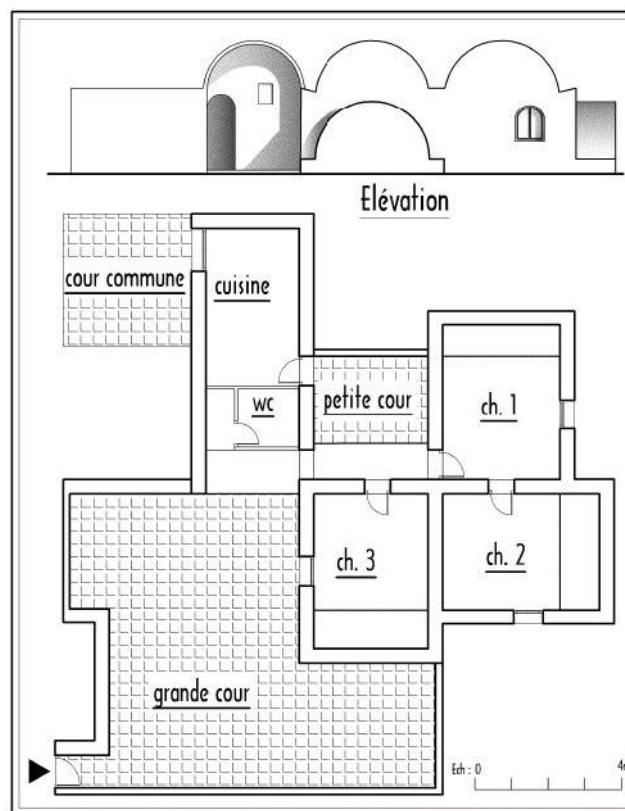 Elévation
cour commune
cuisine
wc
petite cour
ch. 1
ch. 3
ch. 2
grande cour
Ech : 0